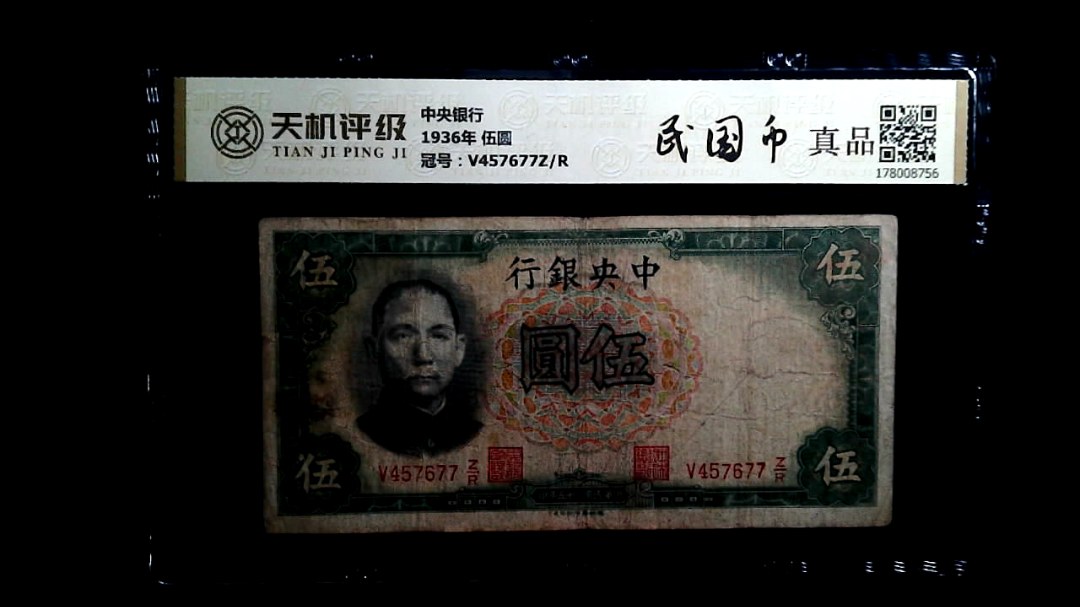 天机评级
TIAN JI PING JI
中央银行
1936年 伍圆
冠号：V457677Z/R
民国币 真品
178008756
伍 伍
行銀央中
圓伍
V457677 Z/R V457677 Z/R
伍 伍